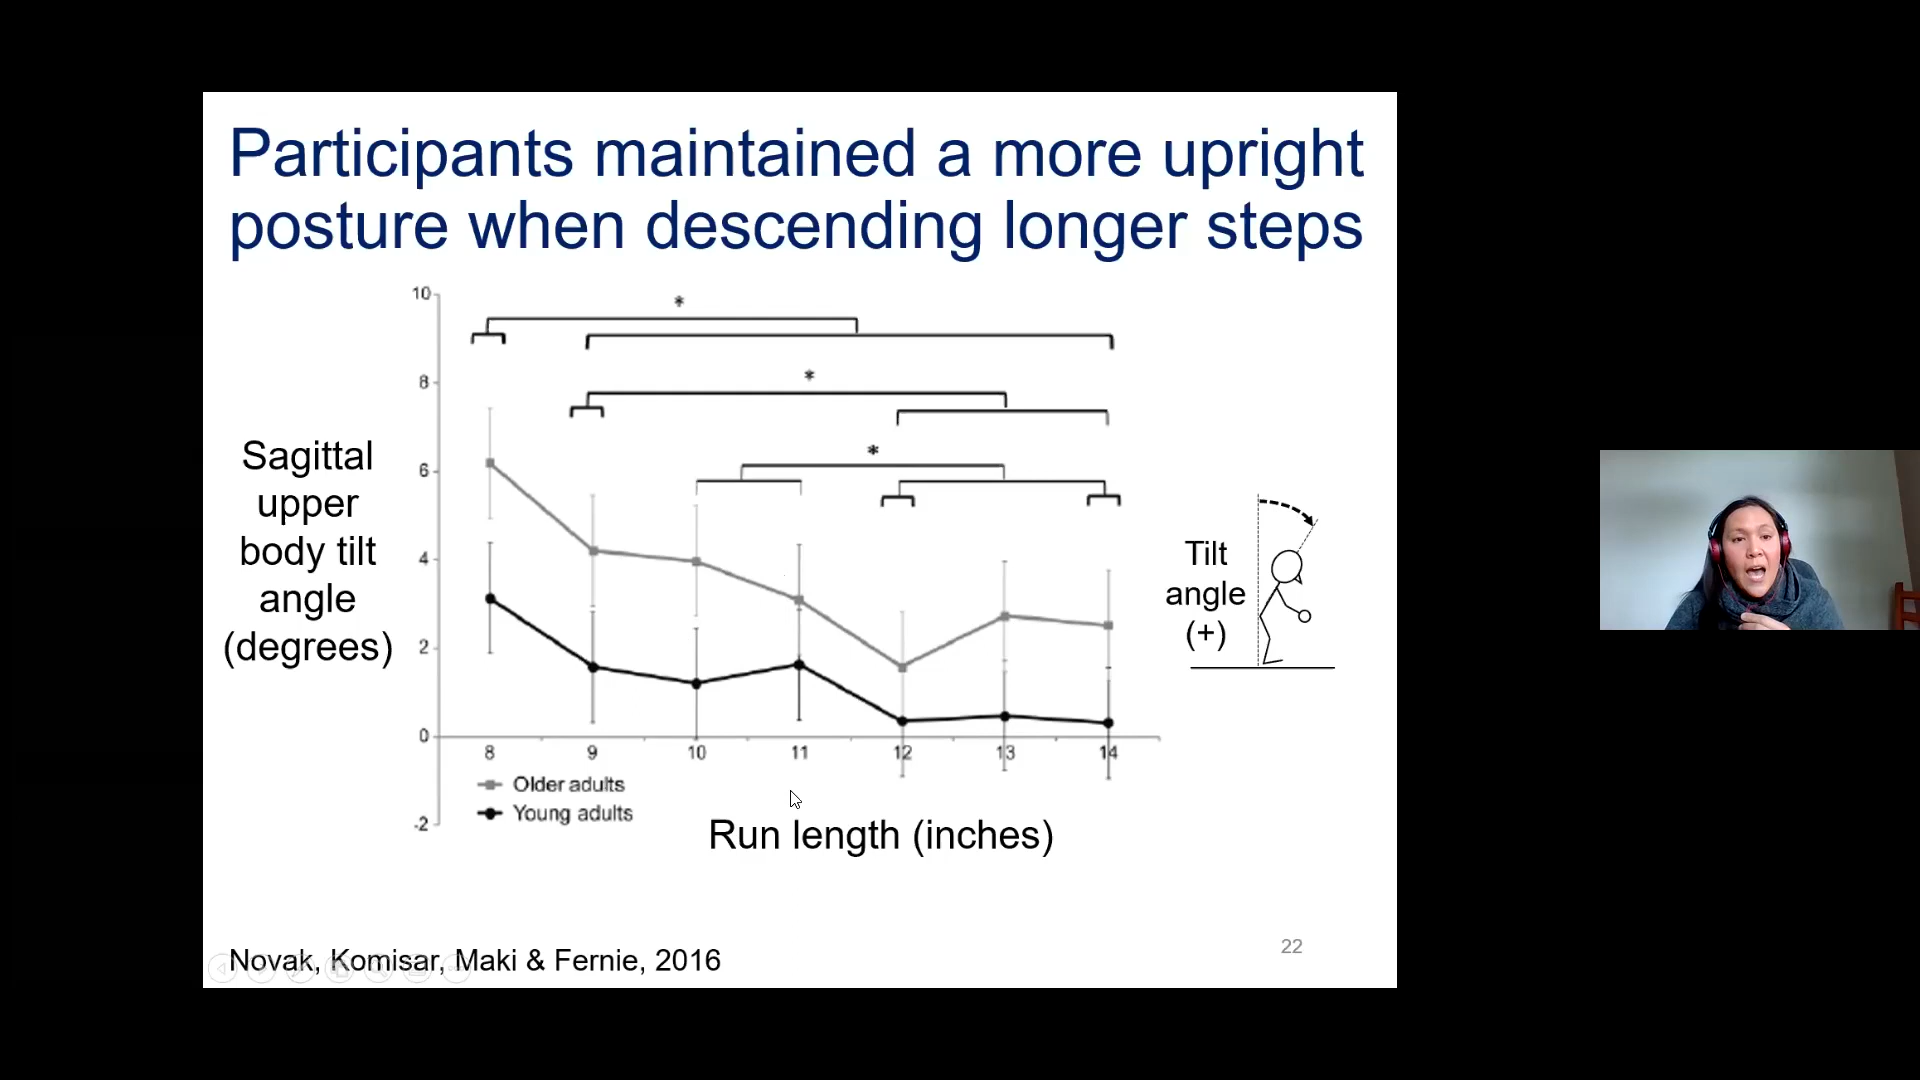 Participants maintained a more upright
posture when descending longer steps
10
8
6
4
2
0
-2
*
*
*
Sagittal
upper
body tilt
angle
(degrees)
8 9 10 11 12 13 14
Older adults
Young adults
Run length (inches)
Tilt
angle
(+)
Novak, Komisar, Maki & Fernie, 2016
22